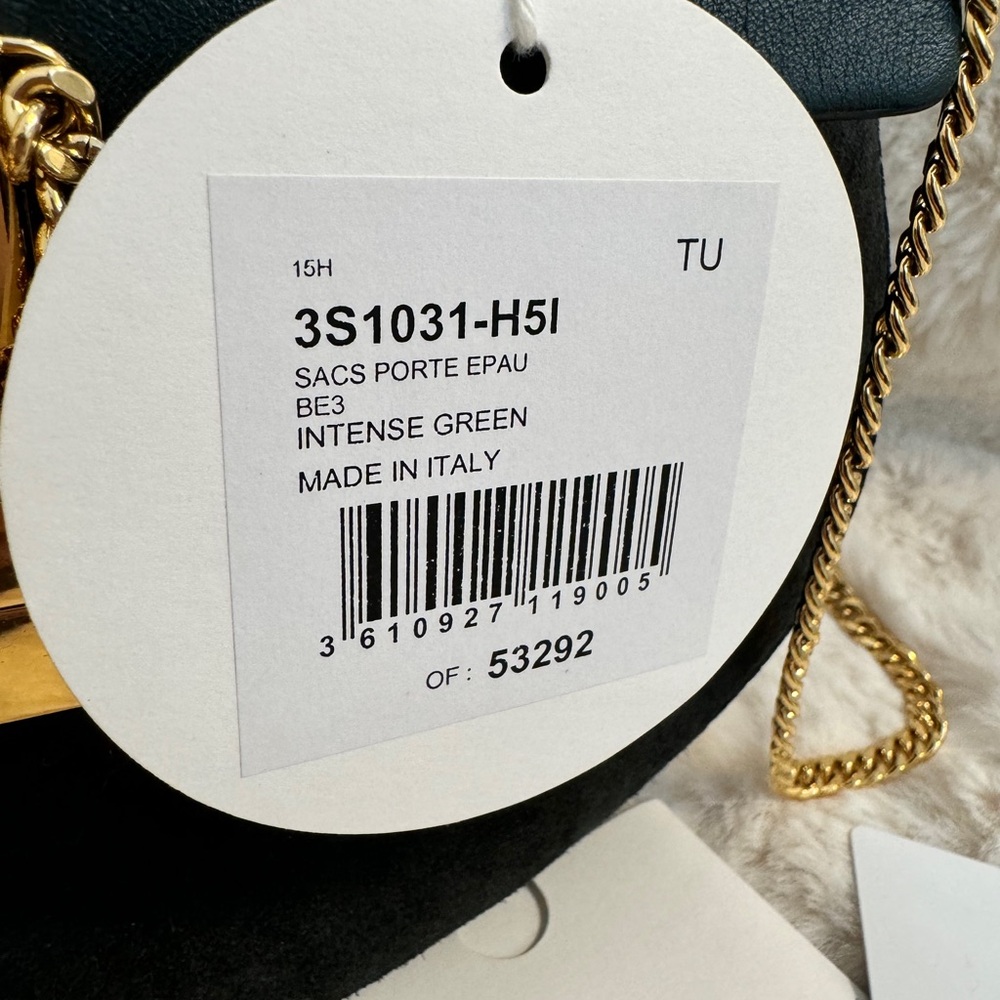 15H
TU
3S1031-H5I
SACS PORTE EPAU
BE3
INTENSE GREEN
MADE IN ITALY
3 610927 119005
OF : 53292